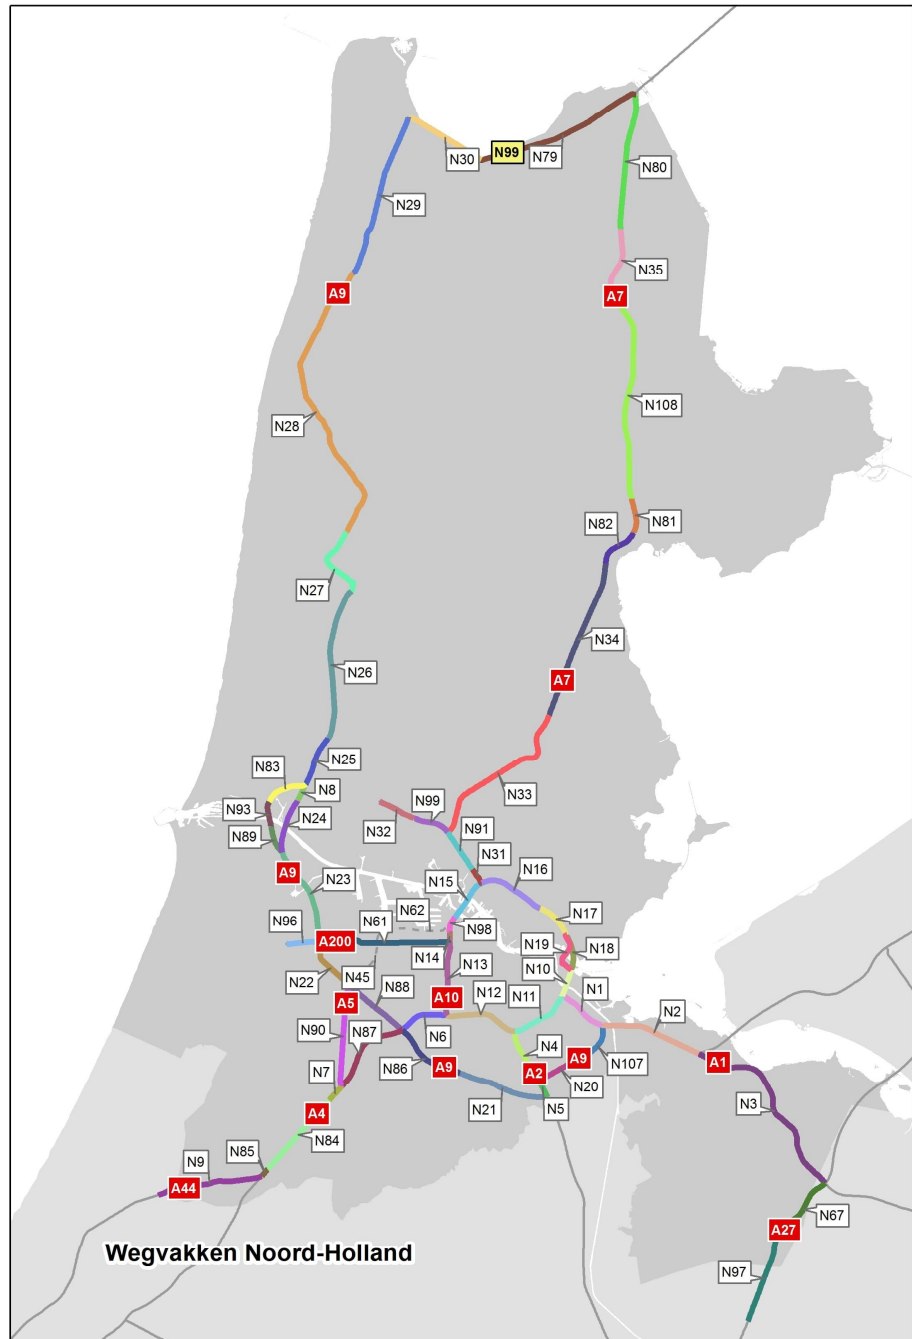 N99
N30
N79
N80
N29
N35
A9
A7
N108
N28
N82
N81
N27
N34
N26
A7
N25
N83
N8
N33
N93
N99
N24
N32
N91
N89
N31
A9
N15
N16
N23
N62
N17
N61
N96
A200
N98
N19
N18
N14
N10
N22
N45
N13
N88
N12
N11
N1
A5
A10
N2
N90
N87
N6
N4
A9
A1
N7
N86
A9
A2
N107
N20
N3
A4
N21
N5
N84
N85
N9
A44
N67
A27
Wegvakken Noord-Holland
N97